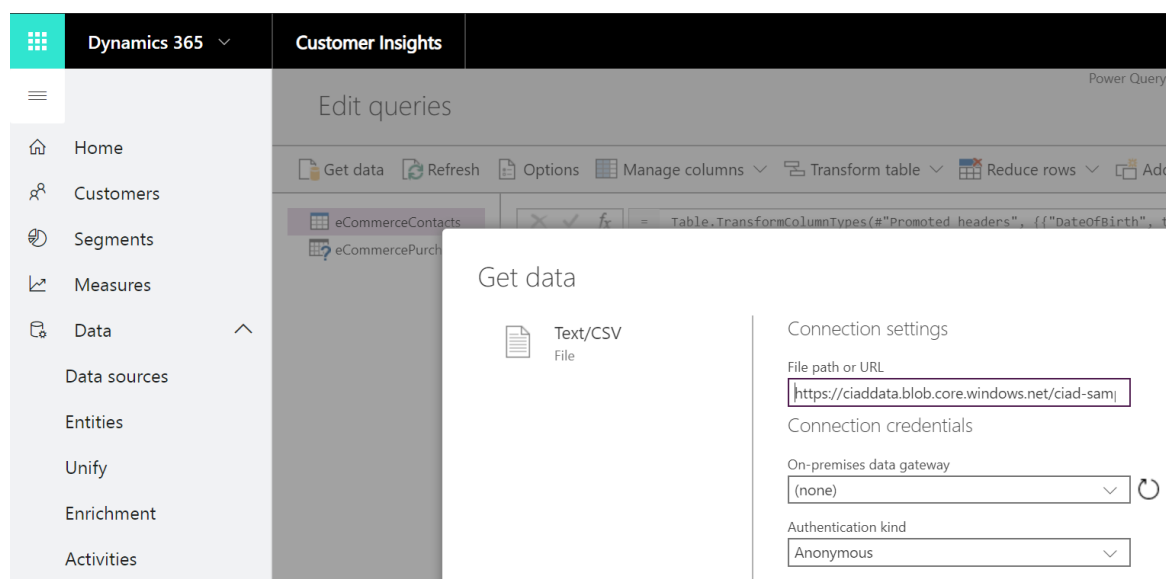 Dynamics 365
Customer Insights
Power Query
Edit queries
Home
Customers
Segments
Measures
Data
Data sources
Entities
Unify
Enrichment
Activities
Get data
Refresh
Options
Manage columns
Transform table
Reduce rows
Add
eCommerceContacts
eCommercePurch
fx
= Table.TransformColumnTypes(#"Promoted headers", {{"DateOfBirth", t
Get data
Text/CSV
File
Connection settings
File path or URL
https://ciaddata.blob.core.windows.net/ciad-sam
Connection credentials
On-premises data gateway
(none)
Authentication kind
Anonymous